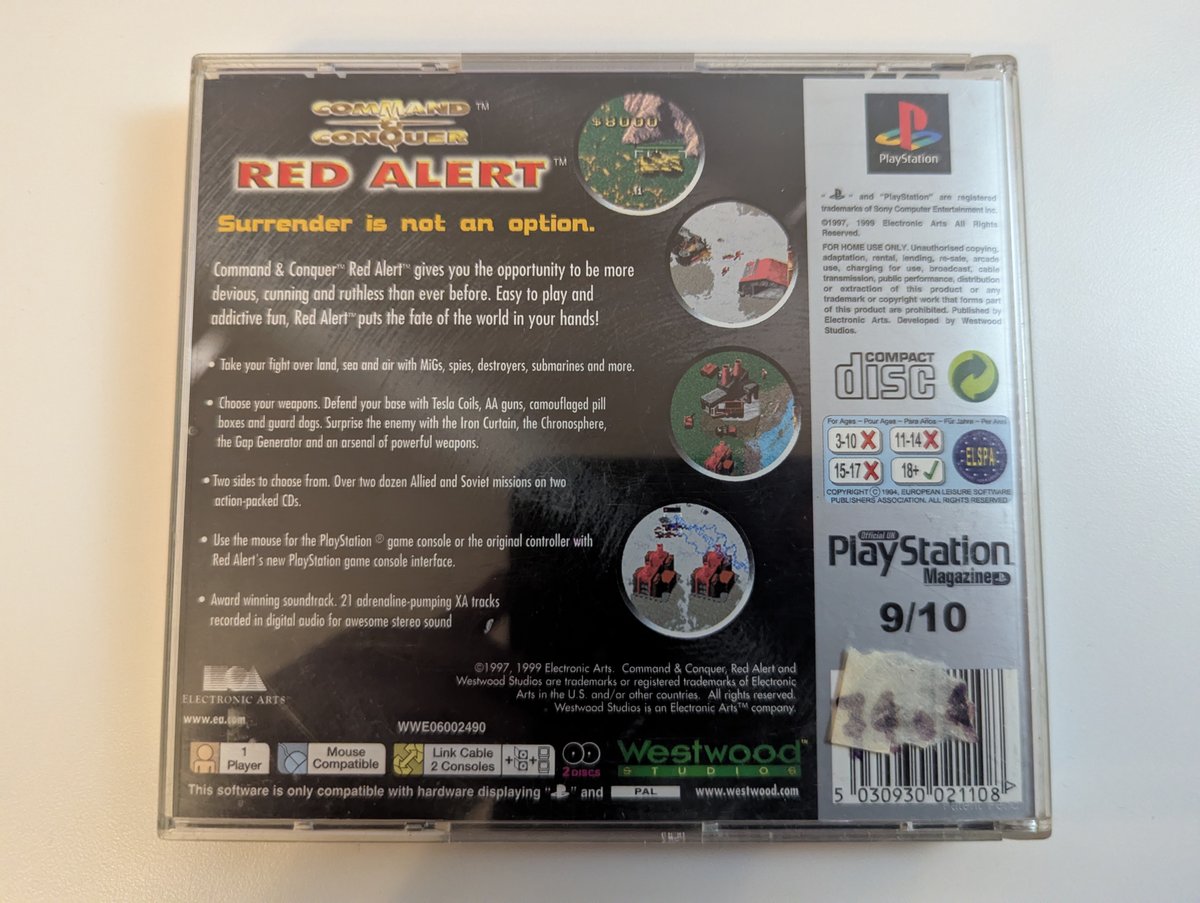 COMMAND™
&
CONQUER
RED ALERT™
Surrender is not an option.
Command & Conquer™ Red Alert™ gives you the opportunity to be more
devious, cunning and ruthless than ever before. Easy to play and
addictive fun, Red Alert™ puts the fate of the world in your hands!
• Take your fight over land, sea and air with MiGs, spies, destroyers, submarines and more.
• Choose your weapons. Defend your base with Tesla Coils, AA guns, camouflaged pill
boxes and guard dogs. Surprise the enemy with the Iron Curtain, the Chronosphere,
the Gap Generator and an arsenal of powerful weapons.
• Two sides to choose from. Over two dozen Allied and Soviet missions on two
action-packed CDs.
• Use the mouse for the PlayStation ® game console or the original controller with
Red Alert's new PlayStation game console interface.
• Award winning soundtrack. 21 adrenaline-pumping XA tracks
recorded in digital audio for awesome stereo sound
$8000
©1997, 1999 Electronic Arts. Command & Conquer, Red Alert and
Westwood Studios are trademarks or registered trademarks of Electronic
Arts in the U.S. and/or other countries. All rights reserved.
Westwood Studios is an Electronic Arts™ company.
ELECTRONIC ARTS™
www.ea.com
WWE06002490
1
Player
Mouse
Compatible
Link Cable
2 Consoles
2 DISCS
Westwood™
STUDIOS
This software is only compatible with hardware displaying " " and
PAL
www.westwood.com
PlayStation
" " and "PlayStation" are registered
trademarks of Sony Computer Entertainment Inc.
©1997, 1999 Electronic Arts All Rights
Reserved.
FOR HOME USE ONLY. Unauthorised copying,
adaptation, rental, lending, re-sale, arcade
use, charging for use, broadcast, cable
transmission, public performance, distribution
or extraction of this product or any
trademark or copyright work that forms part
of this product are prohibited. Published by
Electronic Arts. Developed by Westwood
Studios.
COMPACT
disc
For Ages – Pour Ages – Para Años – Für Jahre – Per Anni
3-10
11-14
15-17
18+
ELSPA
COPYRIGHT © 1994, EUROPEAN LEISURE SOFTWARE
PUBLISHERS ASSOCIATION. ALL RIGHTS RESERVED
Official UK
PlayStation
Magazine
9/10
5 030930 021108